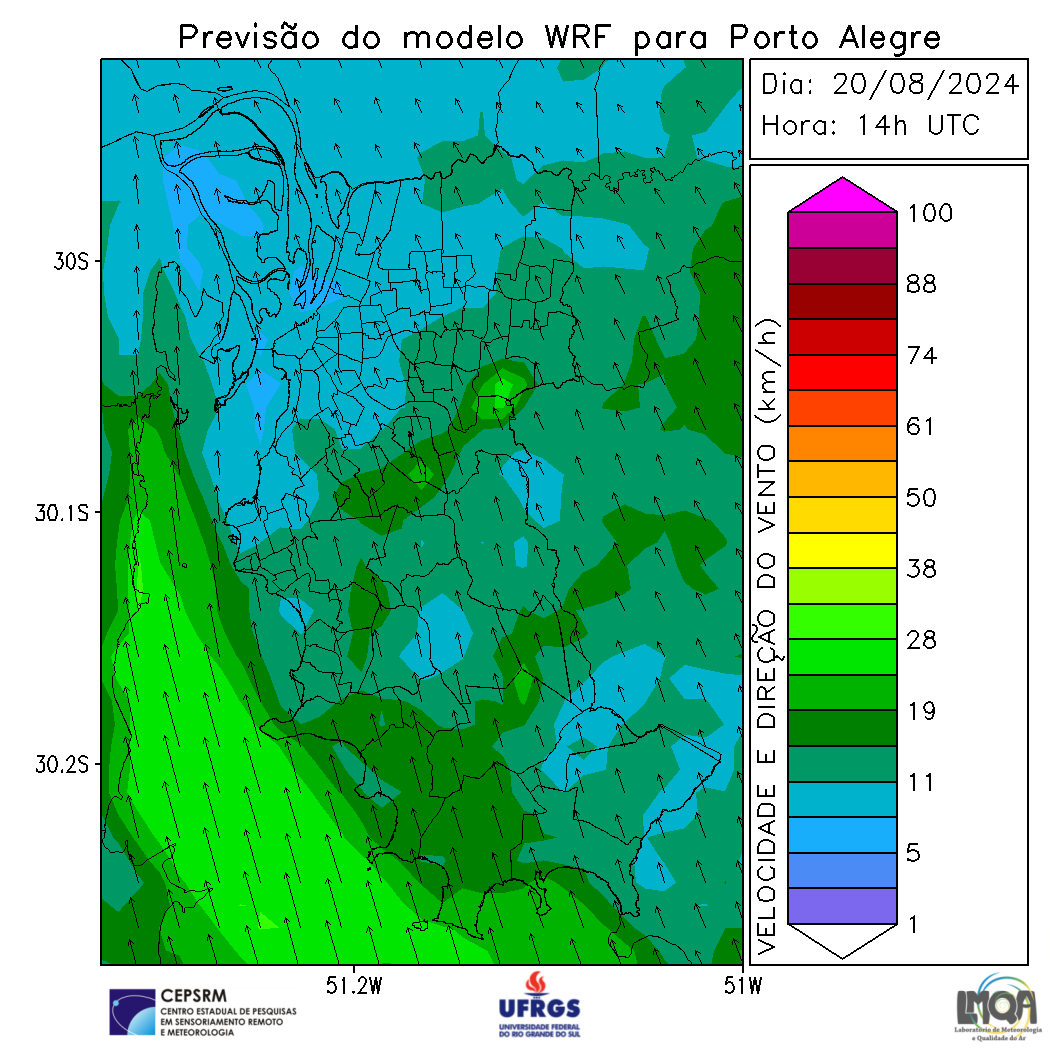 Previsão do modelo WRF para Porto Alegre
Dia: 20/08/2024
Hora: 14h UTC
30S
30.1S
30.2S
51.2W
51W
VELOCIDADE E DIREÇÃO DO VENTO (km/h)
100
88
74
61
50
38
28
19
11
5
1
CEPSRM
CENTRO ESTADUAL DE PESQUISAS
EM SENSORIAMENTO REMOTO
E METEOROLOGIA
UFRGS
UNIVERSIDADE FEDERAL
DO RIO GRANDE DO SUL
LMQA
Laboratório de Meteorologia
e Qualidade do Ar